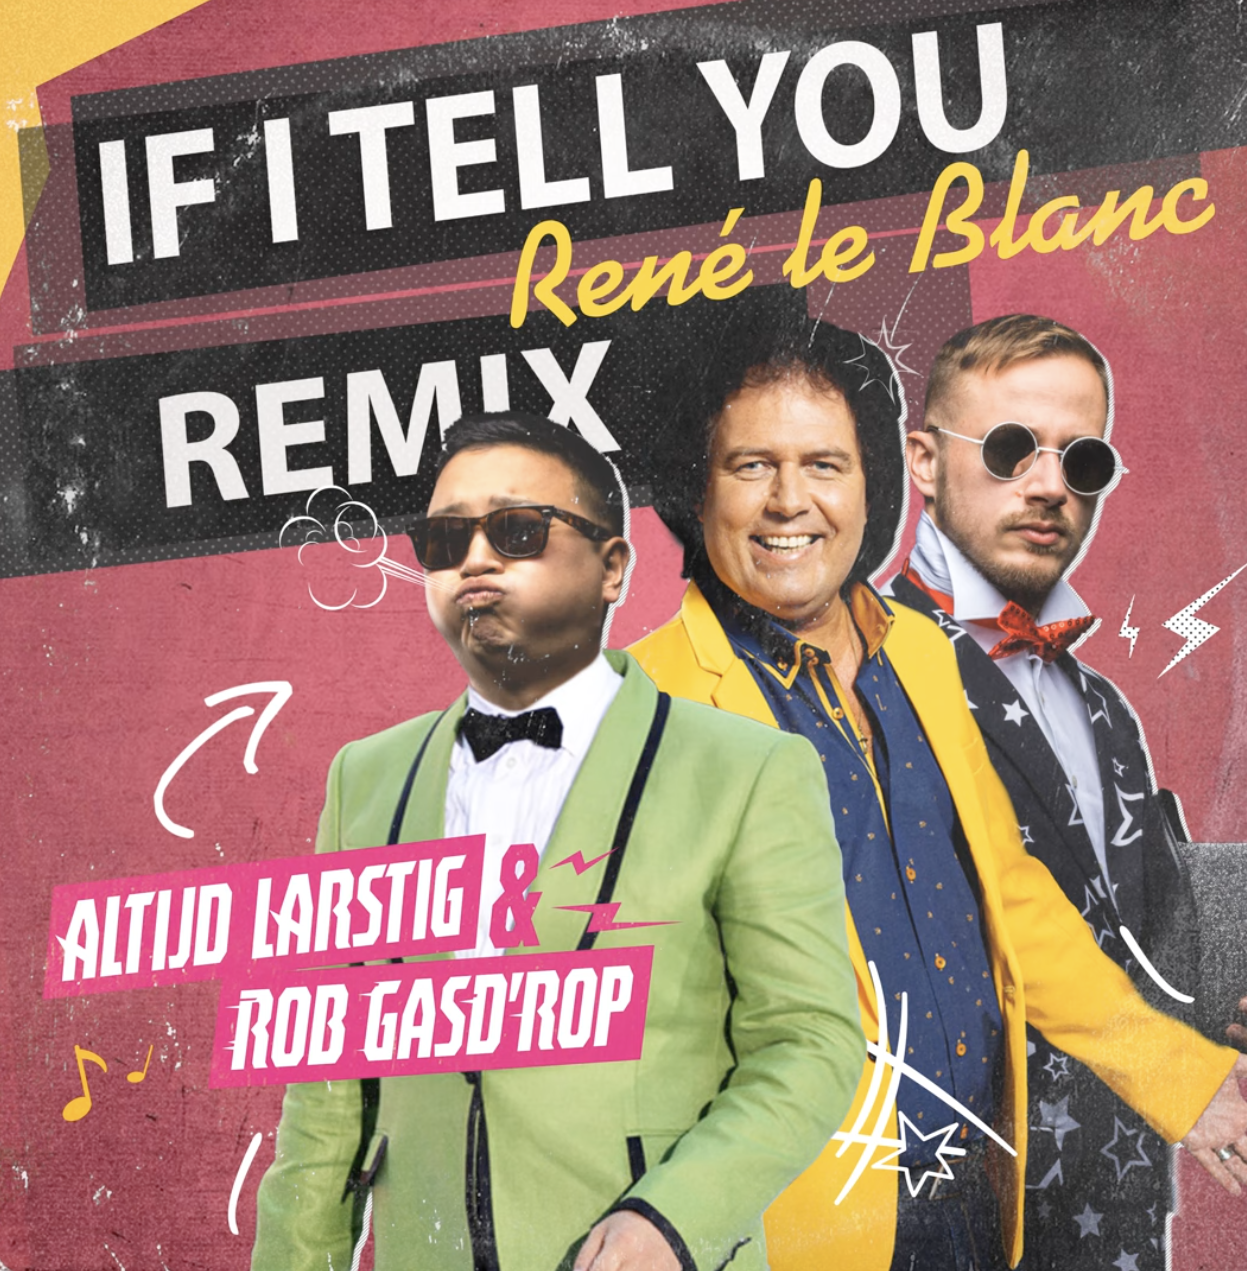 IF I TELL YOU
René le Blanc
REMIX
ALTIJD LARSTIG &
ROB GASD'ROP